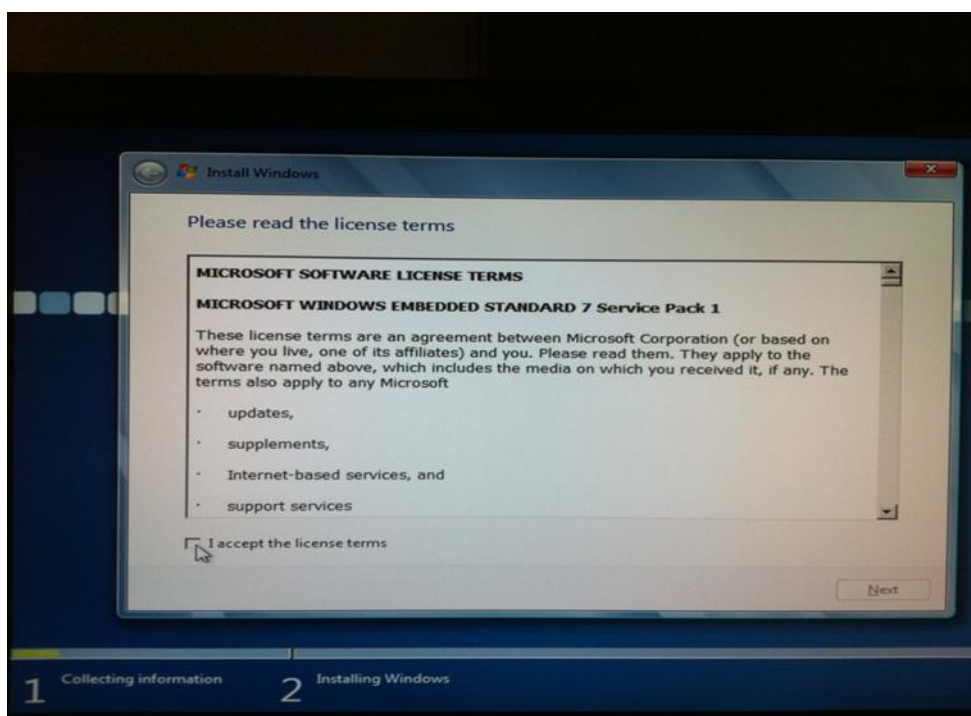 Install Windows
Please read the license terms
MICROSOFT SOFTWARE LICENSE TERMS
MICROSOFT WINDOWS EMBEDDED STANDARD 7 Service Pack 1
These license terms are an agreement between Microsoft Corporation (or based on
where you live, one of its affiliates) and you. Please read them. They apply to the
software named above, which includes the media on which you received it, if any. The
terms also apply to any Microsoft
· updates,
· supplements,
· Internet-based services, and
· support services
I accept the license terms
Next
1 Collecting information 2 Installing Windows